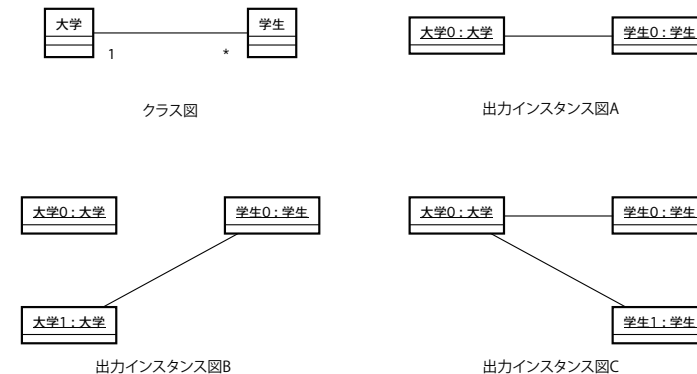 大学
学生
1
*
クラス図
大学0 : 大学
学生0 : 学生
出力インスタンス図A
大学0 : 大学
学生0 : 学生
大学1 : 大学
出力インスタンス図B
大学0 : 大学
学生0 : 学生
学生1 : 学生
出力インスタンス図C